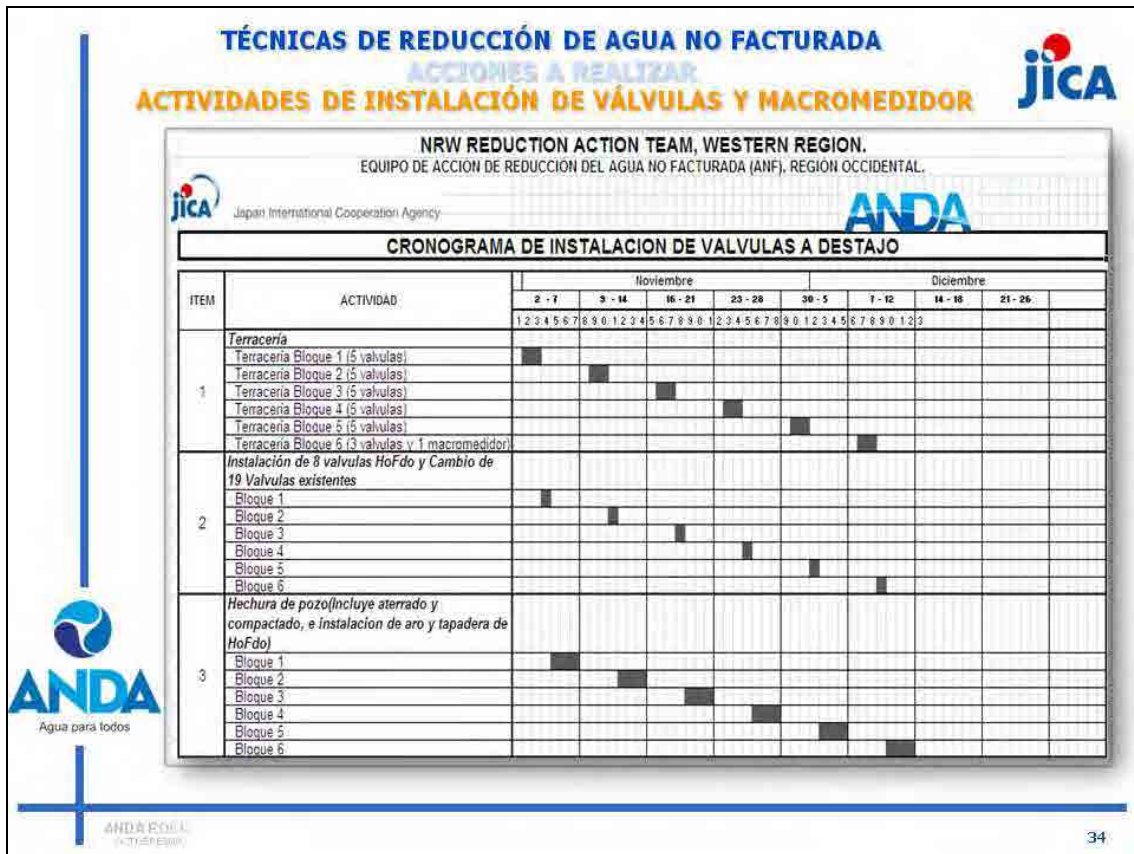 TÉCNICAS DE REDUCCIÓN DE AGUA NO FACTURADA
ACCIONES A REALIZAR
ACTIVIDADES DE INSTALACIÓN DE VÁLVULAS Y MACROMEDIDOR
jICA
NRW REDUCTION ACTION TEAM, WESTERN REGION.
EQUIPO DE ACCIÓN DE REDUCCIÓN DEL AGUA NO FACTURADA (ANF), REGIÓN OCCIDENTAL.
jICA Japan International Cooperation Agency
ANDA
CRONOGRAMA DE INSTALACION DE VALVULAS A DESTAJO
ITEM ACTIVIDAD Noviembre Diciembre
2 - 7 9 - 14 16 - 21 23 - 28 30 - 5 7 - 12 14 - 18 21 - 26
1 2 3 4 5 6 7 8 9 0 1 2 3 4 5 6 7 8 9 0 1 2 3 4 5 6 7 8 9 0 1 2 3 4 5 6 7 8 9 0 1 2 3
1
Terracería
Terracería Bloque 1 (5 valvulas)
Terracería Bloque 2 (5 valvulas)
Terracería Bloque 3 (5 valvulas)
Terracería Bloque 4 (5 valvulas)
Terracería Bloque 5 (5 valvulas)
Terracería Bloque 6 (3 valvulas y 1 macromedidor)
2
Instalación de 8 valvulas HoFdo y Cambio de
19 Valvulas existentes
Bloque 1
Bloque 2
Bloque 3
Bloque 4
Bloque 5
Bloque 6
3
Hechura de pozo(Incluye aterrado y
compactado, e instalacion de aro y tapadera de
HoFdo)
Bloque 1
Bloque 2
Bloque 3
Bloque 4
Bloque 5
Bloque 6
ANDA
Agua para todos
34